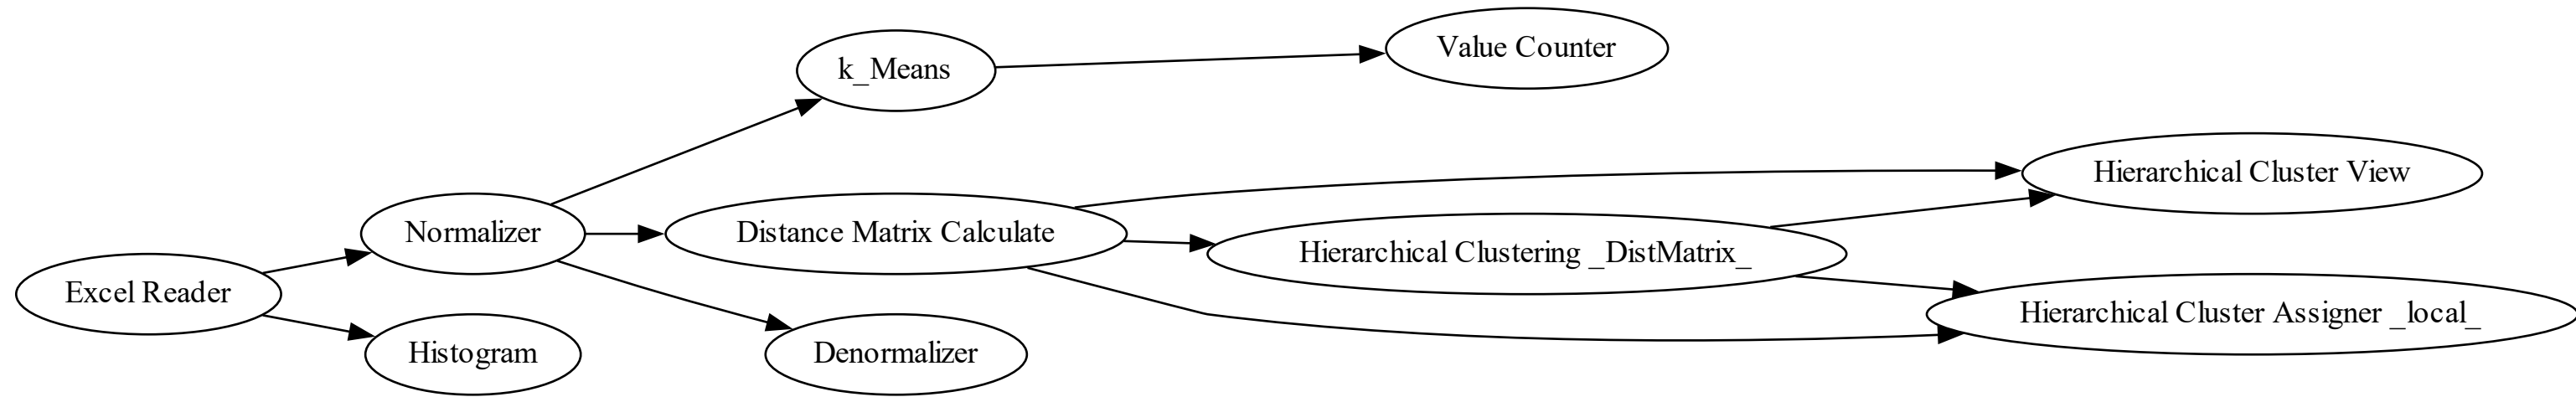 Excel Reader
Normalizer
Histogram
k_Means
Distance Matrix Calculate
Denormalizer
Value Counter
Hierarchical Clustering _DistMatrix_
Hierarchical Cluster View
Hierarchical Cluster Assigner _local_